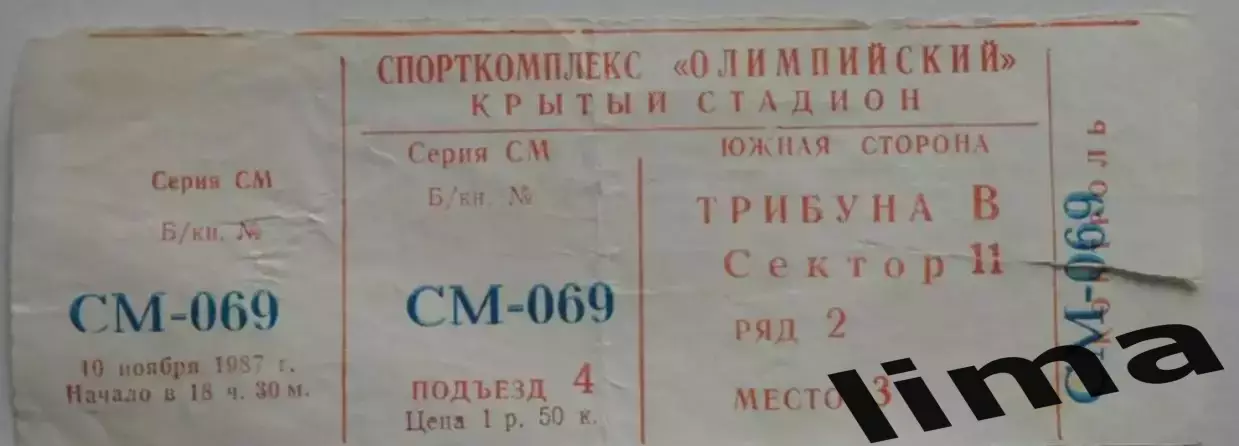 СПОРТКОМПЛЕКС «ОЛИМПИЙСКИЙ»
КРЫТЫЙ СТАДИОН
Серия СМ
Б/кн. №
СМ-069
10 ноября 1987 г.
Начало в 18 ч. 30 м.
Серия СМ
Б/кн. №
СМ-069
ПОДЪЕЗД 4
Цена 1 р. 50 к.
ЮЖНАЯ СТОРОНА
ТРИБУНА В
Сектор 11
РЯД 2
МЕСТО 3
Контроль
СМ-069
lima